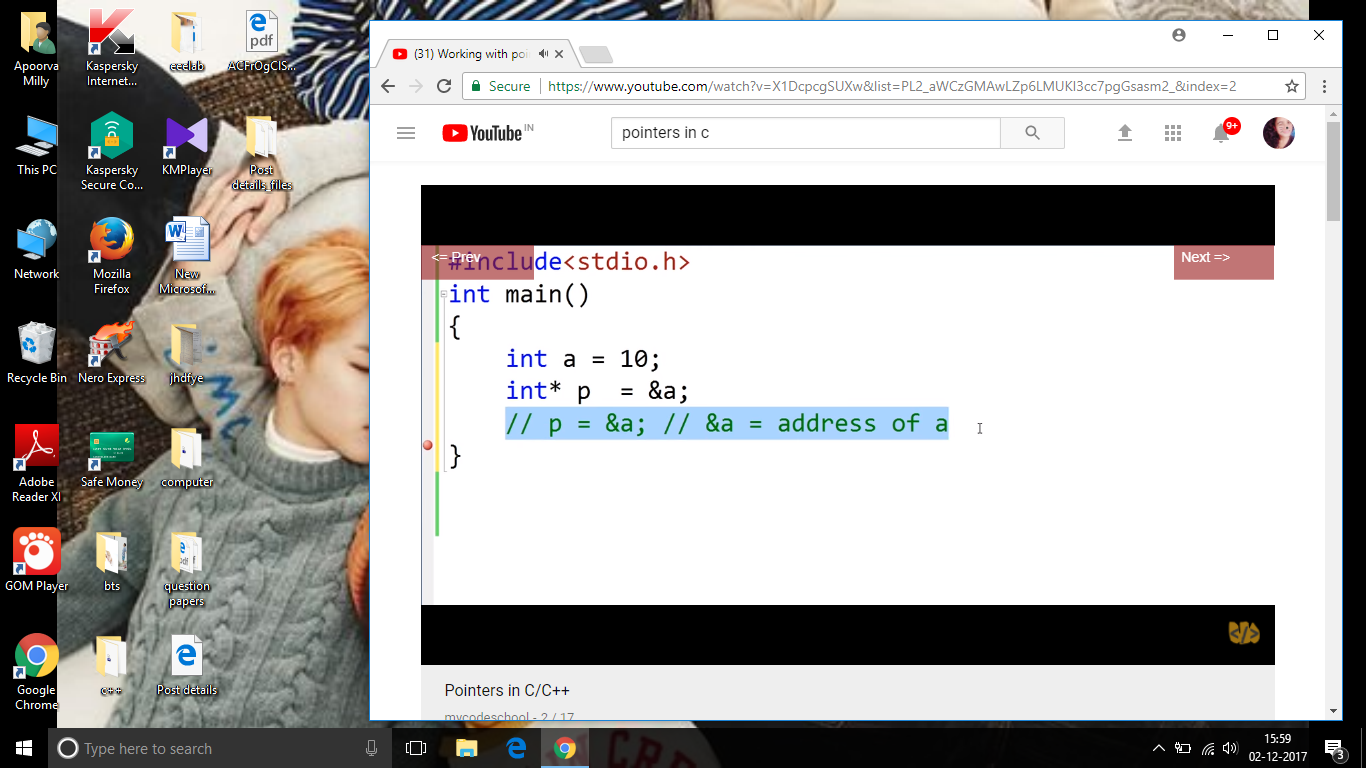 Apoorva
Milly
Kaspersky
Internet...
eeelab
pdf
ACFrOgCIS...
This PC
Kaspersky
Secure Co...
KMPlayer
Post
details_files
Network
Mozilla
Firefox
New
Microsof...
Recycle Bin
Nero Express
jhdfye
Adobe
Reader XI
Safe Money
computer
GOM Player
bts
question
papers
Google
Chrome
c++
Post details
(31) Working with poi
Secure
https://www.youtube.com/watch?v=X1DcpcgSUXw&list=PL2_aWCzGMAwLZp6LMUKI3cc7pgGsasm2_&index=2
YouTube IN
pointers in c
9+
<= Prev
Next =>
#include<stdio.h>
int main()
{
int a = 10;
int* p  = &a;
// p = &a; // &a = address of a
}
</>
Pointers in C/C++
mycodeschool - 2 / 17
Type here to search
15:59
02-12-2017
3